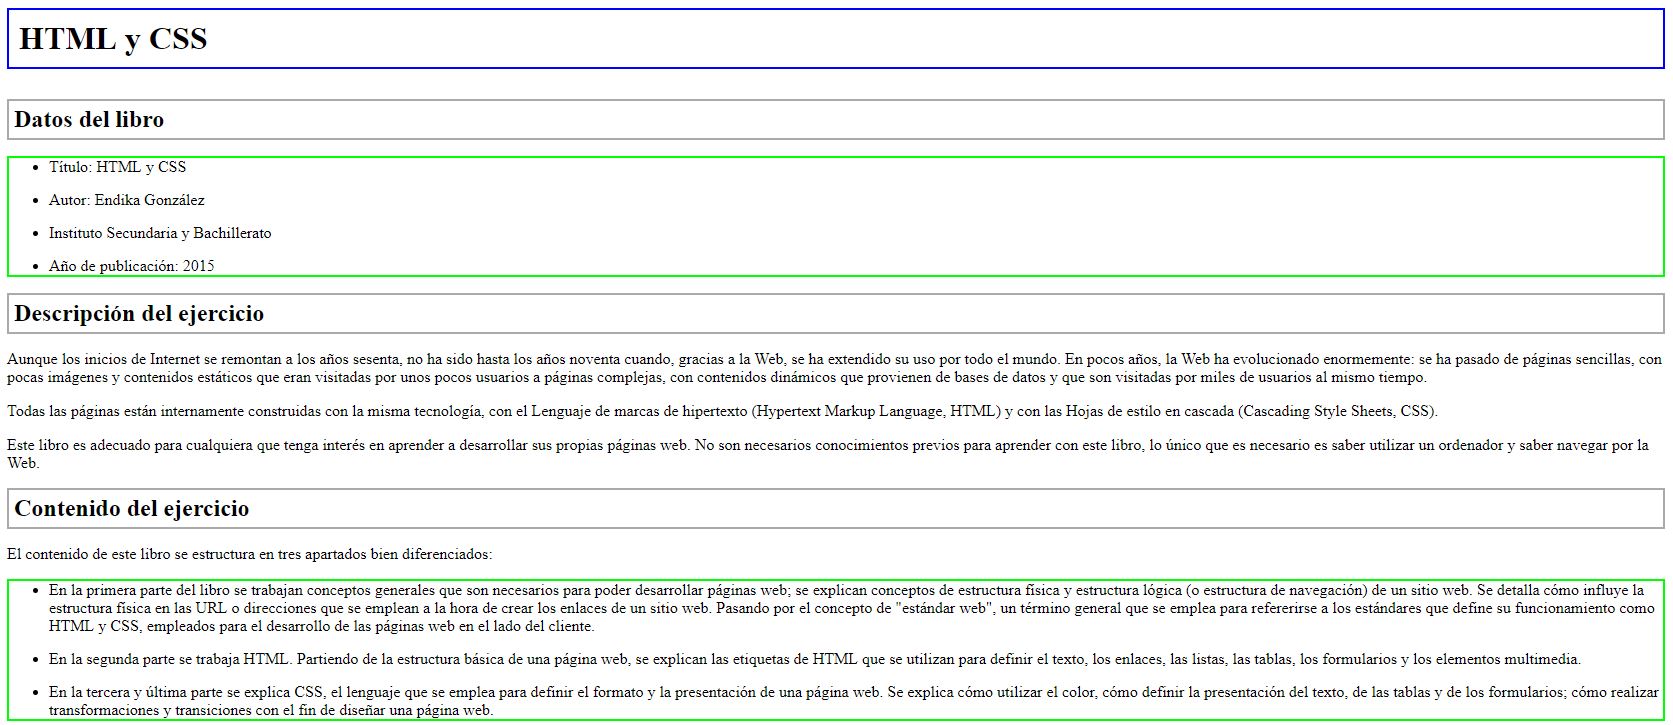 HTML y CSS
Datos del libro
• Título: HTML y CSS
• Autor: Endika González
• Instituto Secundaria y Bachillerato
• Año de publicación: 2015
Descripción del ejercicio
Aunque los inicios de Internet se remontan a los años sesenta, no ha sido hasta los años noventa cuando, gracias a la Web, se ha extendido su uso por todo el mundo. En pocos años, la Web ha evolucionado enormemente: se ha pasado de páginas sencillas, con
pocas imágenes y contenidos estáticos que eran visitadas por unos pocos usuarios a páginas complejas, con contenidos dinámicos que provienen de bases de datos y que son visitadas por miles de usuarios al mismo tiempo.
Todas las páginas están internamente construidas con la misma tecnología, con el Lenguaje de marcas de hipertexto (Hypertext Markup Language, HTML) y con las Hojas de estilo en cascada (Cascading Style Sheets, CSS).
Este libro es adecuado para cualquiera que tenga interés en aprender a desarrollar sus propias páginas web. No son necesarios conocimientos previos para aprender con este libro, lo único que es necesario es saber utilizar un ordenador y saber navegar por la
Web.
Contenido del ejercicio
El contenido de este libro se estructura en tres apartados bien diferenciados:
• En la primera parte del libro se trabajan conceptos generales que son necesarios para poder desarrollar páginas web; se explican conceptos de estructura física y estructura lógica (o estructura de navegación) de un sitio web. Se detalla cómo influye la
estructura física en las URL o direcciones que se emplean a la hora de crear los enlaces de un sitio web. Pasando por el concepto de "estándar web", un término general que se emplea para refererirse a los estándares que define su funcionamiento como
HTML y CSS, empleados para el desarrollo de las páginas web en el lado del cliente.
• En la segunda parte se trabaja HTML. Partiendo de la estructura básica de una página web, se explican las etiquetas de HTML que se utilizan para definir el texto, los enlaces, las listas, las tablas, los formularios y los elementos multimedia.
• En la tercera y última parte se explica CSS, el lenguaje que se emplea para definir el formato y la presentación de una página web. Se explica cómo utilizar el color, cómo definir la presentación del texto, de las tablas y de los formularios; cómo realizar
transformaciones y transiciones con el fin de diseñar una página web.